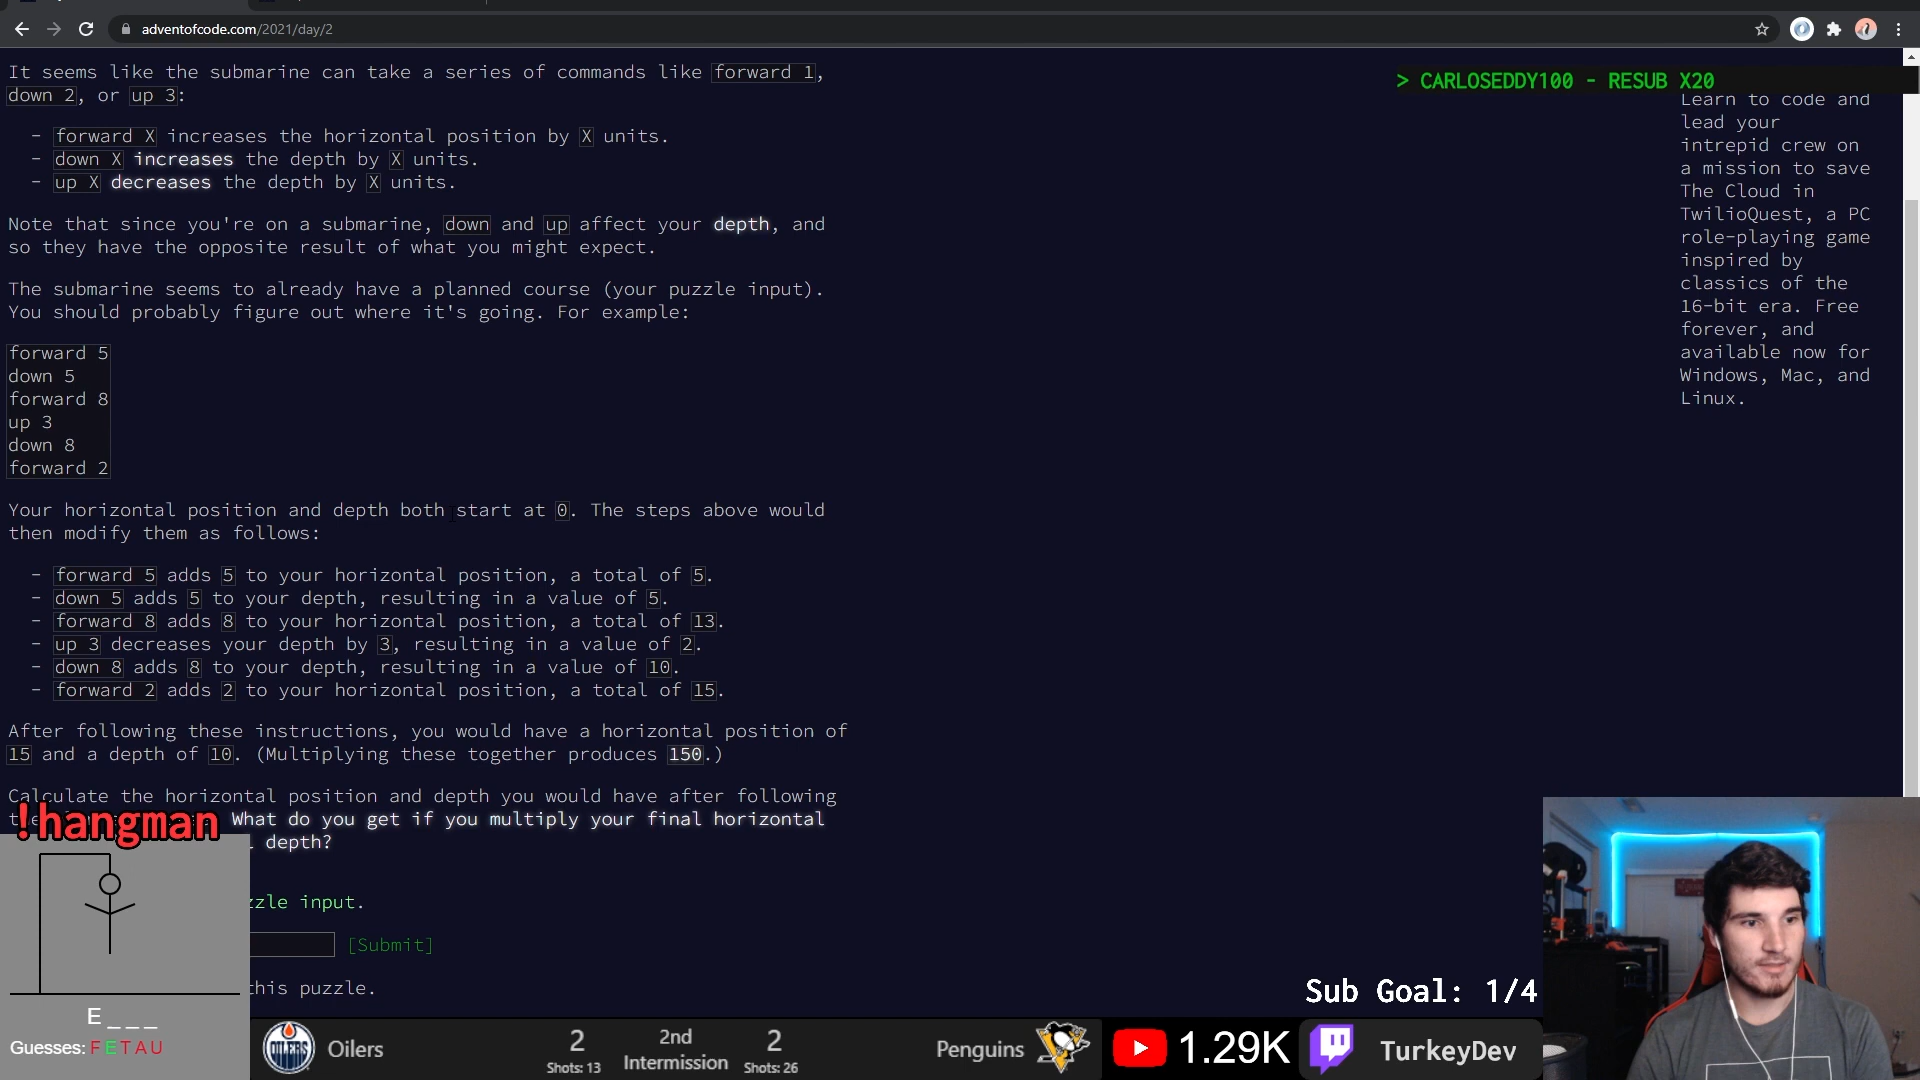 adventofcode.com/2021/day/2
It seems like the submarine can take a series of commands like forward 1,
down 2, or up 3:
- forward X increases the horizontal position by X units.
- down X increases the depth by X units.
- up X decreases the depth by X units.
Note that since you're on a submarine, down and up affect your depth, and
so they have the opposite result of what you might expect.
The submarine seems to already have a planned course (your puzzle input).
You should probably figure out where it's going. For example:
forward 5
down 5
forward 8
up 3
down 8
forward 2
Your horizontal position and depth both start at 0. The steps above would
then modify them as follows:
- forward 5 adds 5 to your horizontal position, a total of 5.
- down 5 adds 5 to your depth, resulting in a value of 5.
- forward 8 adds 8 to your horizontal position, a total of 13.
- up 3 decreases your depth by 3, resulting in a value of 2.
- down 8 adds 8 to your depth, resulting in a value of 10.
- forward 2 adds 2 to your horizontal position, a total of 15.
After following these instructions, you would have a horizontal position of
15 and a depth of 10. (Multiplying these together produces 150.)
Calculate the horizontal position and depth you would have after following
What do you get if you multiply your final horizontal
depth?
zzle input.
[Submit]
this puzzle.
> CARLOSEDDY100 - RESUB X20
Learn to code and
lead your
intrepid crew on
a mission to save
The Cloud in
TwilioQuest, a PC
role-playing game
inspired by
classics of the
16-bit era. Free
forever, and
available now for
Windows, Mac, and
Linux.
!hangman
E _ _ _
Guesses: F E T A U
Sub Goal: 1/4
OILERS
Oilers
2
Shots: 13
2nd
Intermission
2
Shots: 26
Penguins
1.29K
TurkeyDev